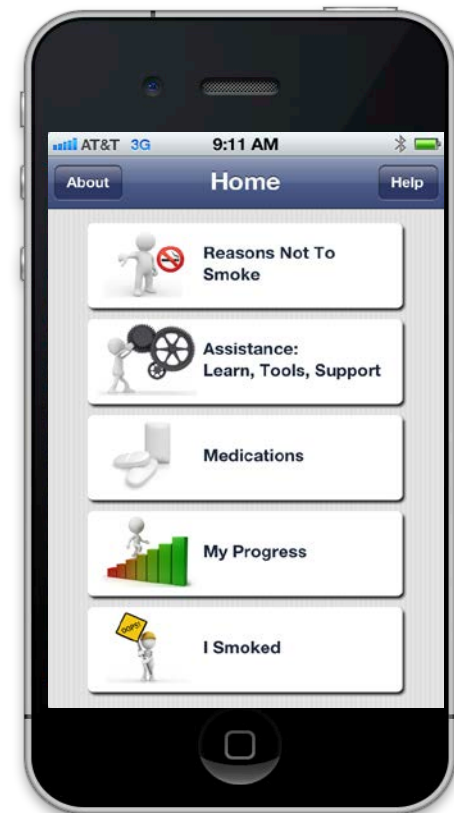 AT&T 3G 9:11 AM
About Home Help
Reasons Not To
Smoke
Assistance:
Learn, Tools, Support
Medications
My Progress
OOPS!
I Smoked